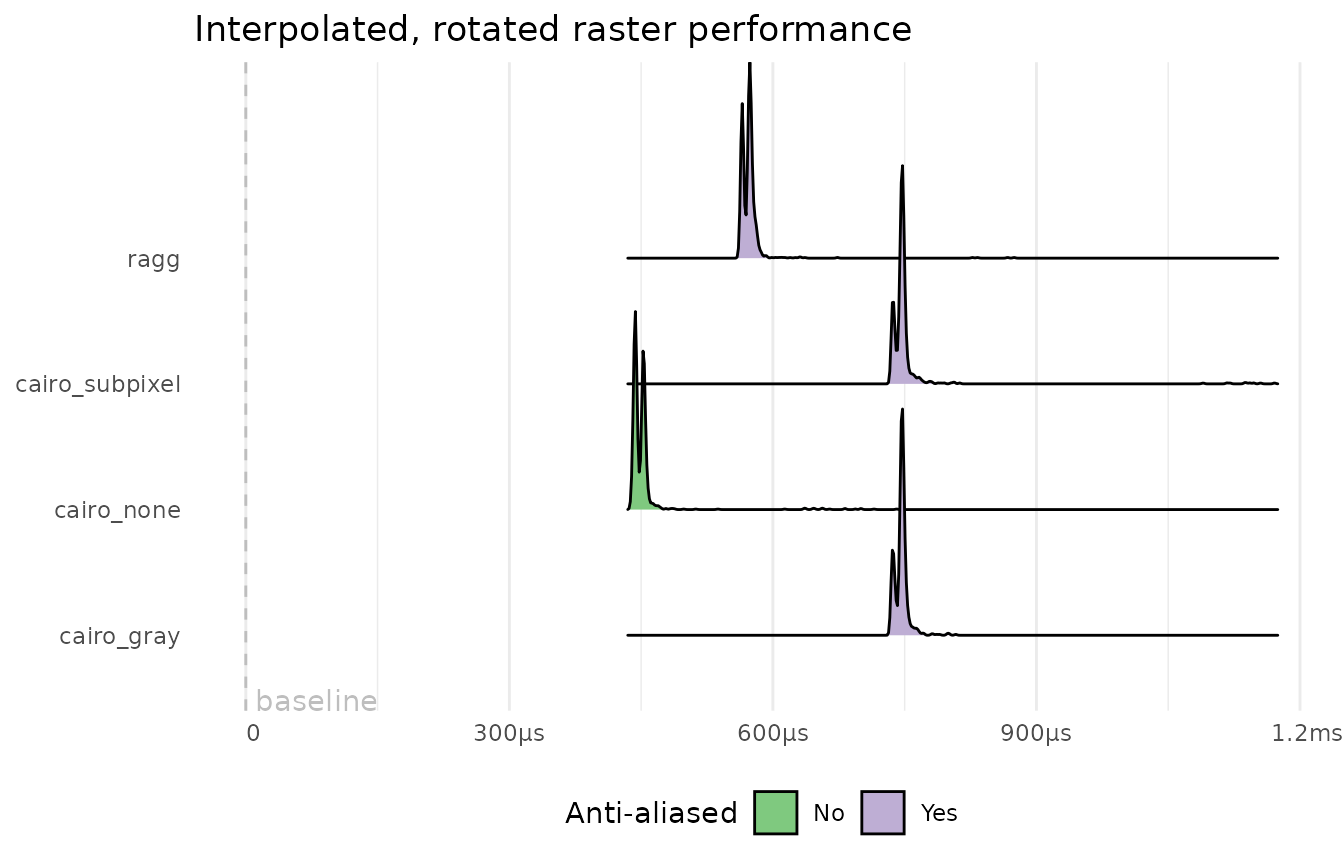 Interpolated, rotated raster performance
ragg
cairo_subpixel
cairo_none
cairo_gray
baseline
0 300µs 600µs 900µs 1.2ms
Anti-aliased No Yes